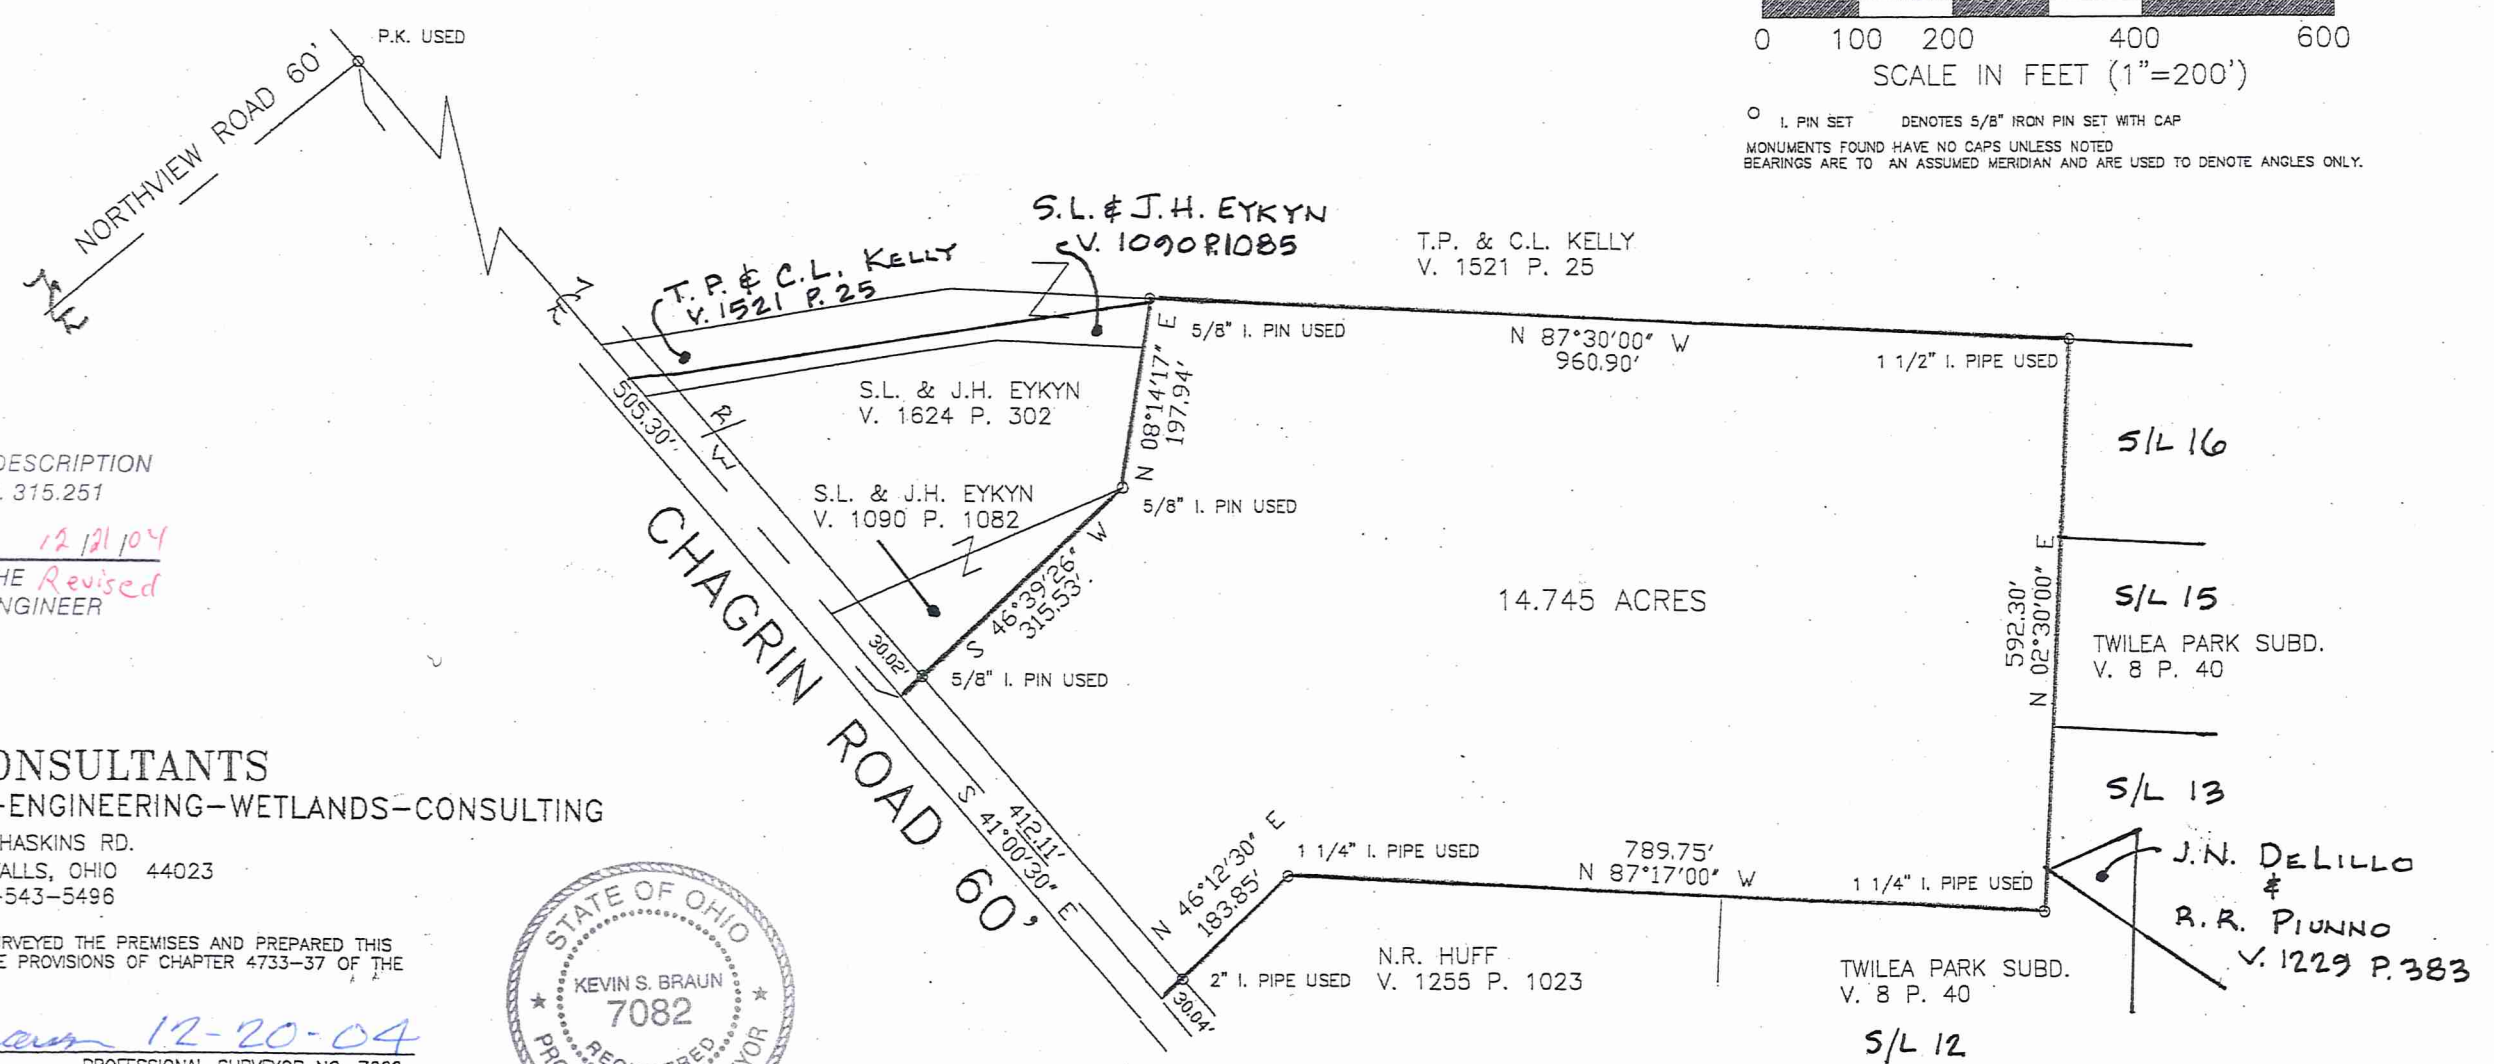 0 100 200 400 600
SCALE IN FEET (1"=200')
I. PIN SET DENOTES 5/8" IRON PIN SET WITH CAP
MONUMENTS FOUND HAVE NO CAPS UNLESS NOTED
BEARINGS ARE TO AN ASSUMED MERIDIAN AND ARE USED TO DENOTE ANGLES ONLY.
P.K. USED
NORTHVIEW ROAD 60'
S.L. & J.H. EYKYN
V. 1090 P.1085
T.P. & C.L. KELLY
V. 1521 P. 25
T.P. & C.L. KELLY
V. 1521 P. 25
5/8" I. PIN USED
N 87°30'00" W
960.90'
1 1/2" I. PIPE USED
N 08°14'17" E
197.94'
505.30'
R/W
S.L. & J.H. EYKYN
V. 1624 P. 302
S/L 16
DESCRIPTION
. 315.251
12/21/04
HE Revised
NGINEER
S.L. & J.H. EYKYN
V. 1090 P. 1082
5/8" I. PIN USED
S 46°39'26" W
315.53'
CHAGRIN ROAD 60'
14.745 ACRES
592.30'
N 02°30'00" E
S/L 15
TWILEA PARK SUBD.
V. 8 P. 40
30.02'
5/8" I. PIN USED
ONSULTANTS
-ENGINEERING-WETLANDS-CONSULTING
HASKINS RD.
ALLS, OHIO 44023
-543-5496
412.11'
S 41°00'30" E
N 46°12'30" E
183.85'
1 1/4" I. PIPE USED
789.75'
N 87°17'00" W
1 1/4" I. PIPE USED
S/L 13
J.N. DELILLO
&
R.R. PIUNNO
V. 1229 P.383
RVEYED THE PREMISES AND PREPARED THIS
E PROVISIONS OF CHAPTER 4733-37 OF THE
STATE OF OHIO
KEVIN S. BRAUN
7082
REGISTERED
2" I. PIPE USED
30.04'
N.R. HUFF
V. 1255 P. 1023
TWILEA PARK SUBD.
V. 8 P. 40
S/L 12
12-20-04
PROFESSIONAL SURVEYOR NO. 7082